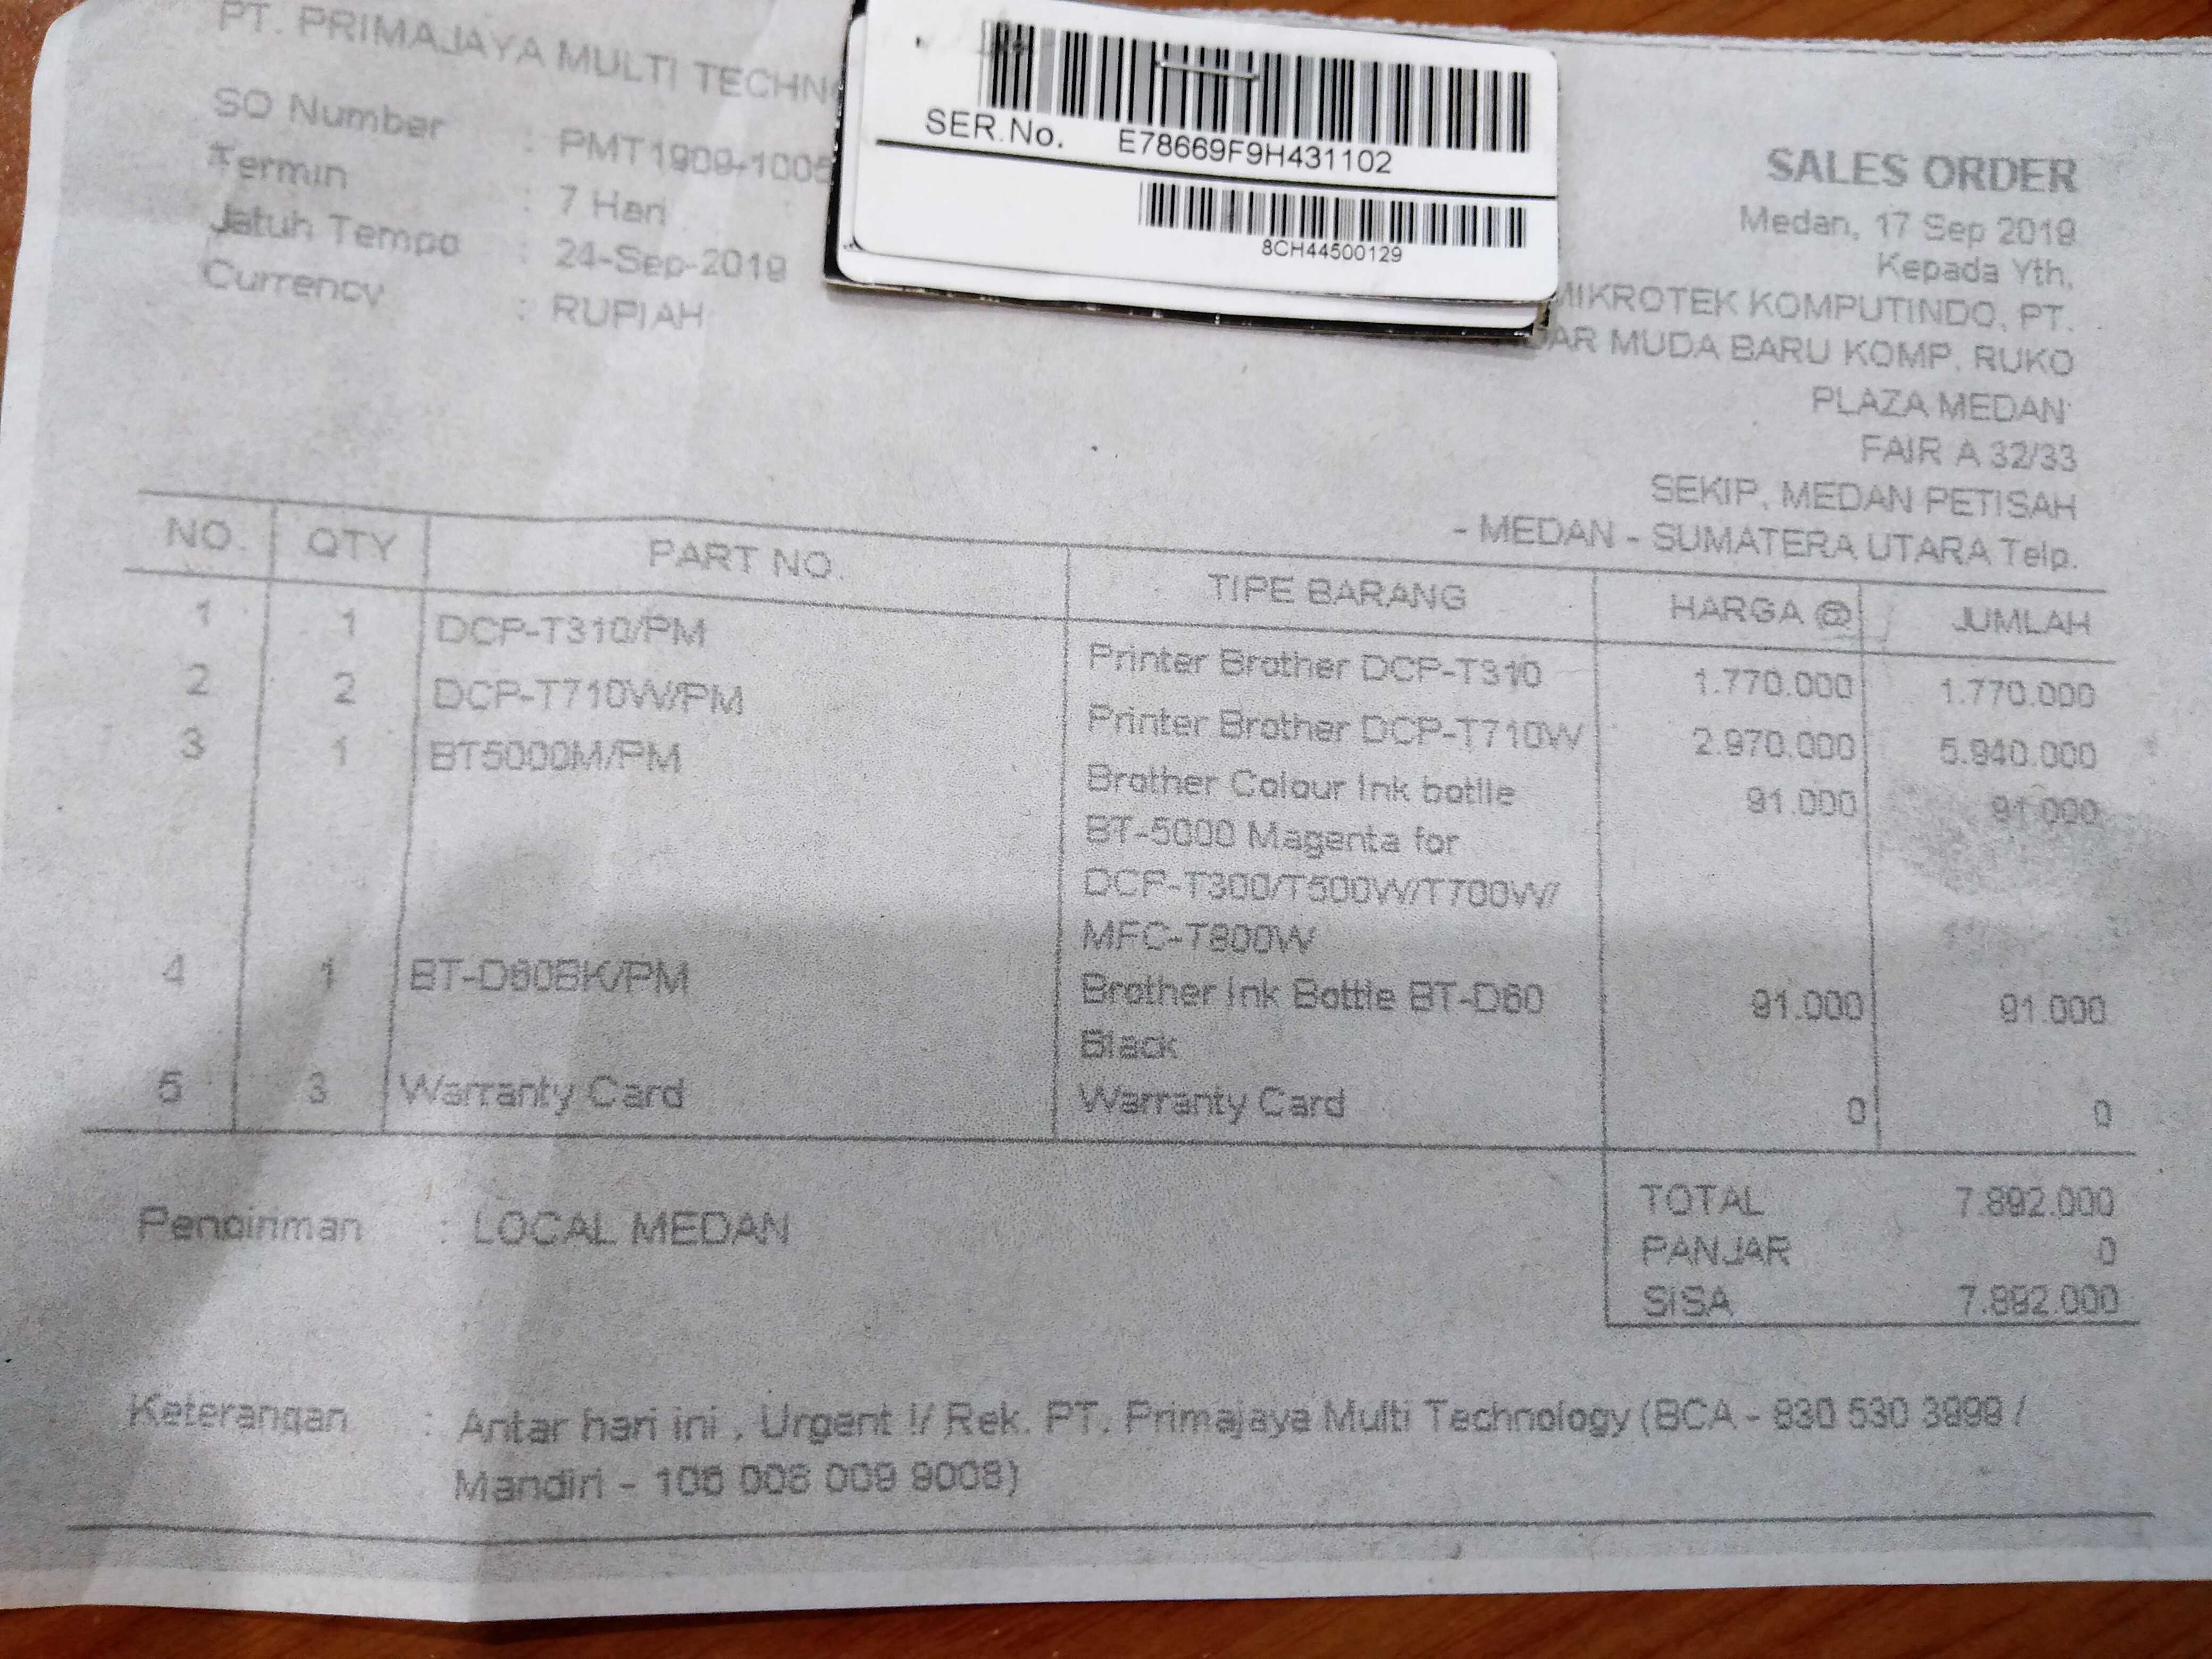 PT. PRIMAJAYA MULTI
SO Number : PMT1909-1005
Termin : 7 Hari
Jatuh Tempo : 24-Sep-2019
Currency : RUPIAH
SER.No. E78669F9H431102
8CH44500129
SALES ORDER
Medan, 17 Sep 2019
Kepada Yth,
MIKROTEK KOMPUTINDO, PT.
MUDA BARU KOMP. RUKO
PLAZA MEDAN
FAIR A 32/33
SEKIP, MEDAN PETISAH
- MEDAN - SUMATERA UTARA Telp.
NO. QTY PART NO. TIPE BARANG HARGA @ JUMLAH
1 1 DCP-T310/PM Printer Brother DCP-T310 1.770.000 1.770.000
2 2 DCP-T710W/PM Printer Brother DCP-T710W 2.970.000 5.940.000
3 1 BT5000M/PM Brother Colour Ink bottle 91.000 91.000
BT-5000 Magenta for
DCP-T300/T500W/T700W/
MFC-T800W
4 1 BT-D60BK/PM Brother Ink Bottle BT-D60 91.000 91.000
Black
5 3 Warranty Card Warranty Card 0 0
TOTAL 7.892.000
PANJAR 0
SISA 7.892.000
Pengiriman : LOCAL MEDAN
Keterangan : Antar hari ini , Urgent !/ Rek. PT. Primajaya Multi Technology (BCA - 830 530 3999 /
Mandiri - 106 006 009 9008)